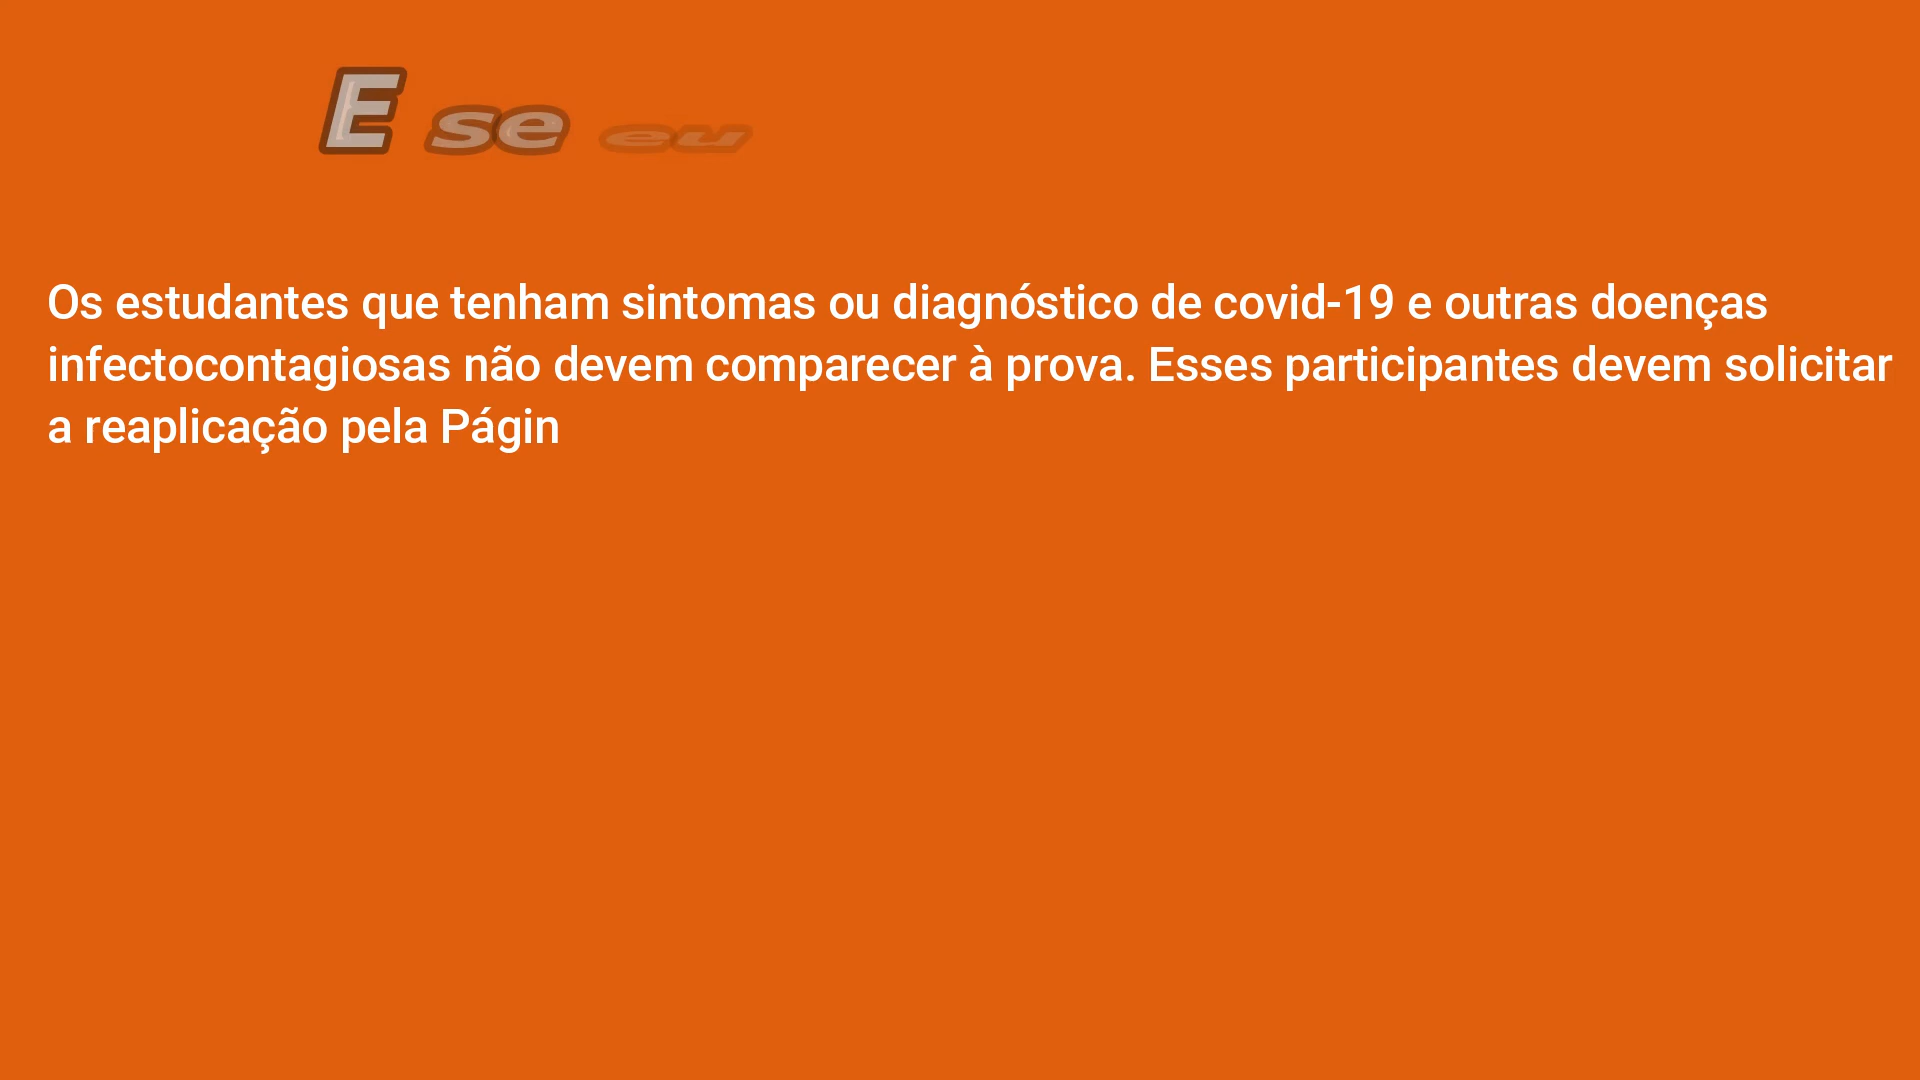 E se eu
Os estudantes que tenham sintomas ou diagnóstico de covid-19 e outras doenças
infectocontagiosas não devem comparecer à prova. Esses participantes devem solicitar
a reaplicação pela Págin